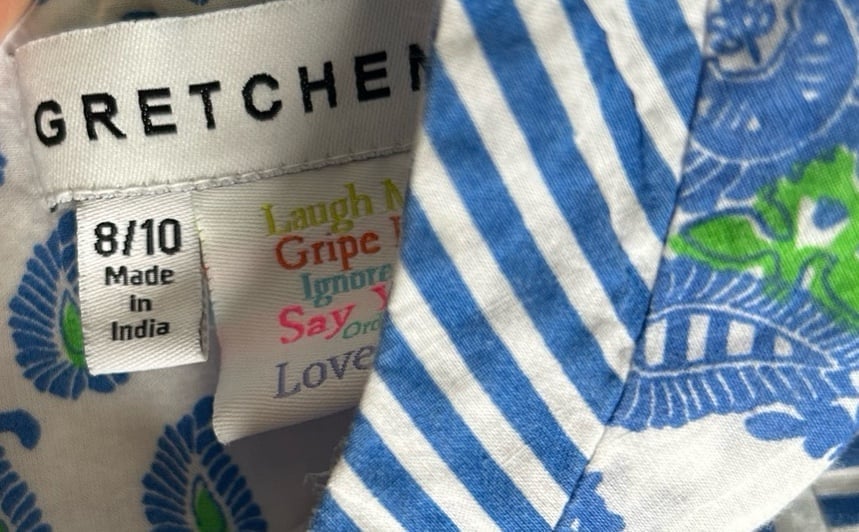 GRETCHEN
8/10
Made
in
India
Laugh
Gripe
Ignore
Say
Love